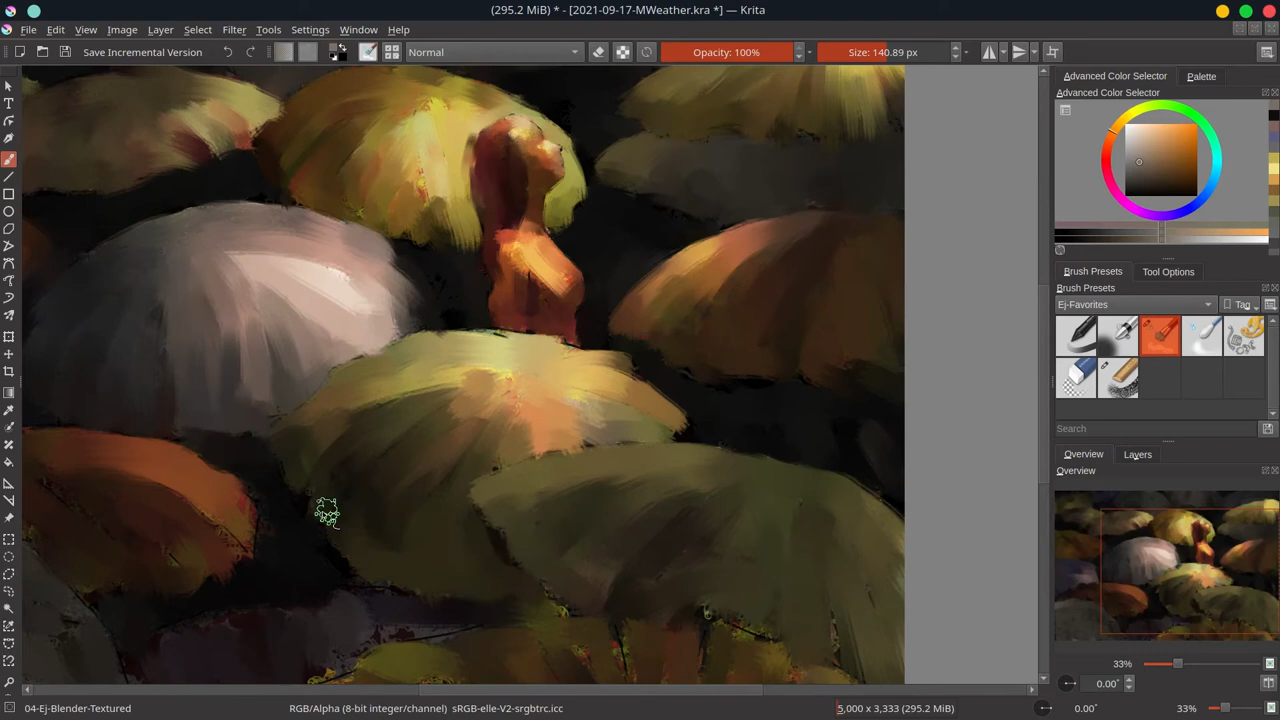 (295.2 MiB) * - [2021-09-17-MWeather.kra *] — Krita
File Edit View Image Layer Select Filter Tools Settings Window Help
Save Incremental Version Normal Opacity: 100% Size: 140.89 px
Advanced Color Selector Palette
Advanced Color Selector
Brush Presets Tool Options
Brush Presets
Ej-Favorites Tag
Search
Overview Layers
Overview
33%
0.00°
04-Ej-Blender-Textured RGB/Alpha (8-bit integer/channel) sRGB-elle-V2-srgbtrc.icc 5,000 x 3,333 (295.2 MiB) 0.00° 33%